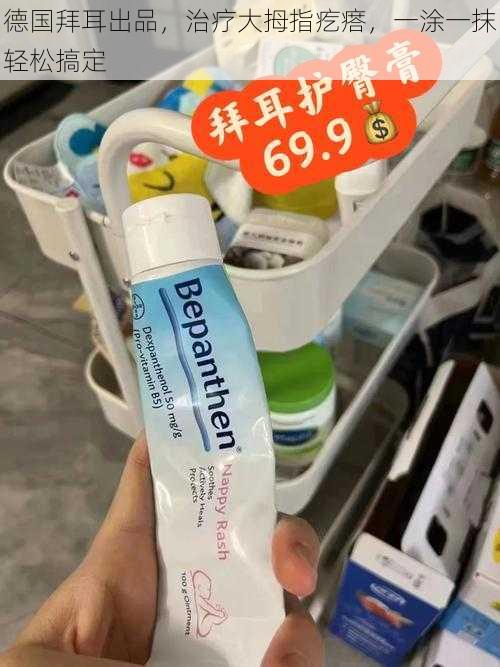 德国拜耳出品，治疗大拇指疙瘩，一涂一抹
轻松搞定
拜耳护臀膏
69.9
Bepanthen®
Dexpanthenol 50 mg/g
(Pro-vitamin B5)
Nappy Rash
Soothes
Actively Heals
Protects
100 g Ointment